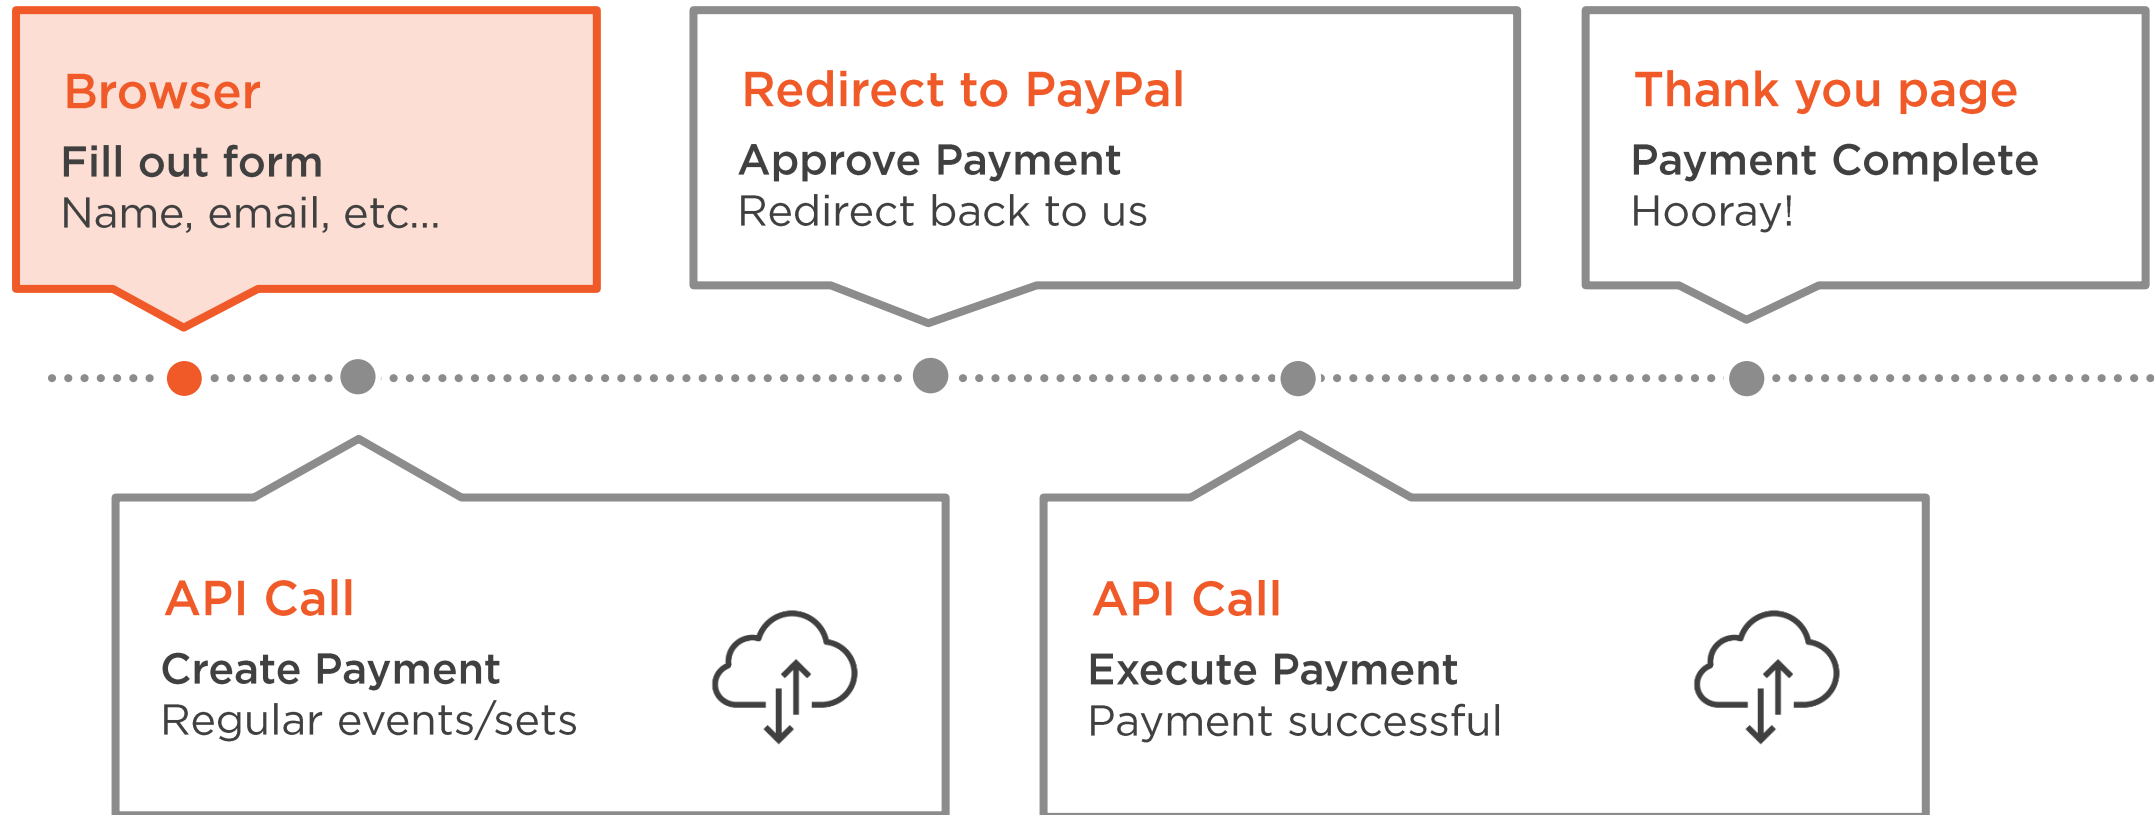 Browser
Fill out form
Name, email, etc...
Redirect to PayPal
Approve Payment
Redirect back to us
Thank you page
Payment Complete
Hooray!
API Call
Create Payment
Regular events/sets
API Call
Execute Payment
Payment successful